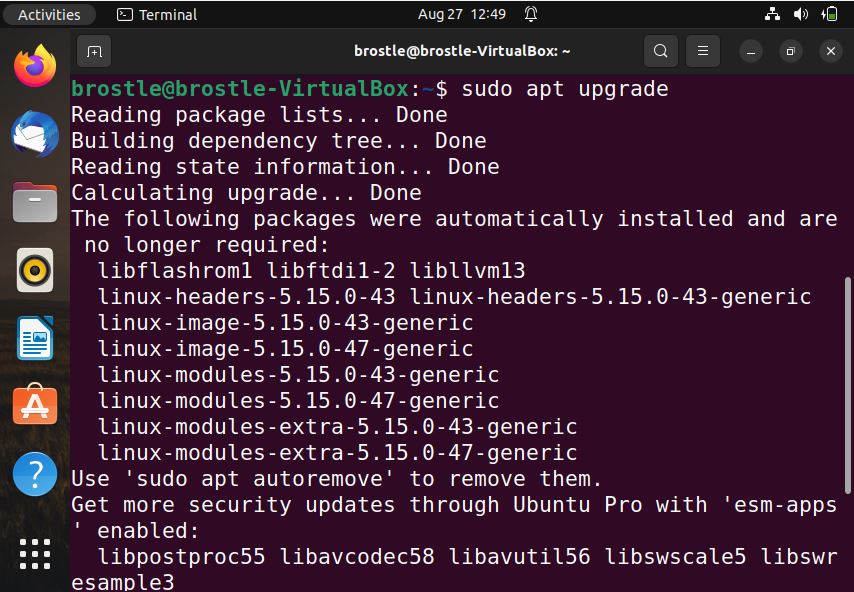 Activities
Terminal
Aug 27 12:49
brostle@brostle-VirtualBox: ~
brostle@brostle-VirtualBox:~$ sudo apt upgrade
Reading package lists... Done
Building dependency tree... Done
Reading state information... Done
Calculating upgrade... Done
The following packages were automatically installed and are
 no longer required:
  libflashrom1 libftdi1-2 libllvm13
  linux-headers-5.15.0-43 linux-headers-5.15.0-43-generic
  linux-image-5.15.0-43-generic
  linux-image-5.15.0-47-generic
  linux-modules-5.15.0-43-generic
  linux-modules-5.15.0-47-generic
  linux-modules-extra-5.15.0-43-generic
  linux-modules-extra-5.15.0-47-generic
Use 'sudo apt autoremove' to remove them.
Get more security updates through Ubuntu Pro with 'esm-apps
' enabled:
  libpostproc55 libavcodec58 libavutil56 libswscale5 libswr
esample3